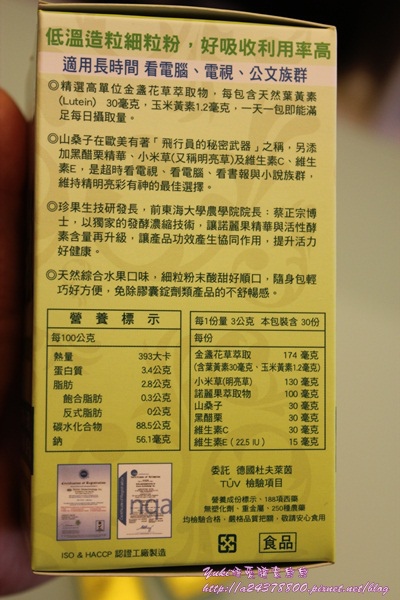 低溫造粒細粒粉，好吸收利用率高
適用長時間 看電腦、電視、公文族群
◎精選高單位金盞花草萃取物，每包含天然葉黃素
(Lutein) 30毫克，玉米黃素1.2毫克，一天一包即能滿
足每日攝取量。
◎山桑子在歐美有著「飛行員的秘密武器」之稱，另添
加黑醋栗精華、小米草(又稱明亮草)及維生素C、維生
素E，是超時看電視、看電腦、看書報與小說族群，
維持精明亮彩有神的最佳選擇。
◎珍果生技研發長，前東海大學農學院院長：蔡正宗博
士，以獨家的發酵濃縮技術，讓諾麗果精華與活性酵
素含量再升級，讓產品功效產生協同作用，提升活力
好健康。
◎天然綜合水果口味，細粒粉末酸甜好順口，隨身包輕
巧好方便，免除膠囊錠劑類產品的不舒暢感。
營養標示
每100公克
熱量 393大卡
蛋白質 3.4公克
脂肪 2.8公克
飽合脂肪 0.3公克
反式脂肪 0公克
碳水化合物 88.5公克
鈉 56.1毫克
每1份量 3公克 本包裝含 30份
每份
金盞花草萃取 174 毫克
(含葉黃素30毫克、玉米黃素1.2毫克)
小米草(明亮草) 130 毫克
諾麗果萃取物 100 毫克
山桑子 30 毫克
黑醋栗 30 毫克
維生素C 30 毫克
維生素E ( 22.5 IU ) 15 毫克
nqa
ISO & HACCP 認證工廠製造
委託 德國杜夫萊茵
TÜV 檢驗項目
營養成份標示、188項西藥
無塑化劑、重金屬、250種農藥
均檢驗合格，嚴格品質把關，敬請安心食用
食品
http://a24378800.pixnet.net/blog